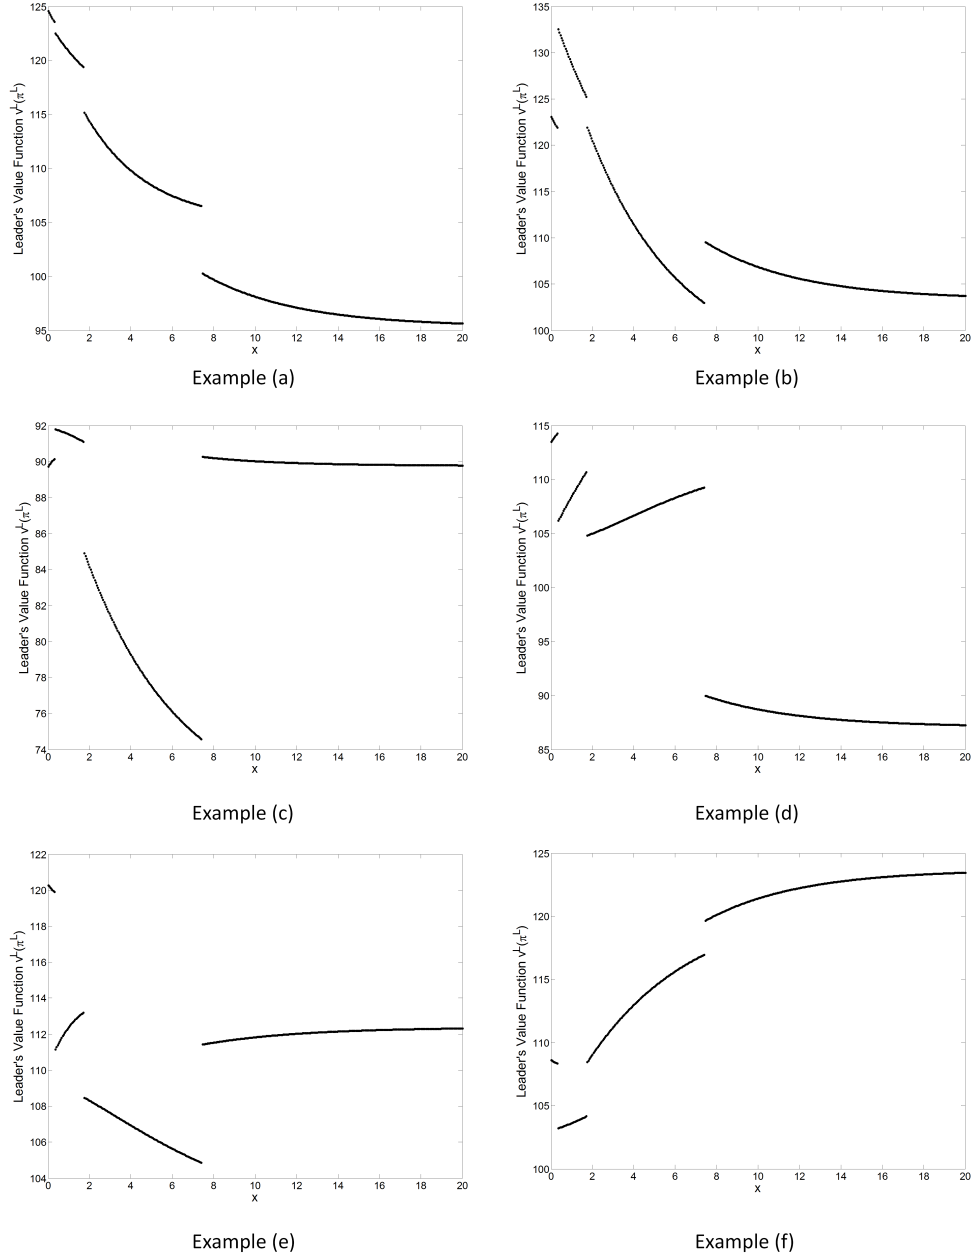 125
120
115
110
105
100
95
Leader's Value Function v^L(π^L)
0 2 4 6 8 10 12 14 16 18 20
x
Example (a)
135
130
125
120
115
110
105
100
Leader's Value Function v^L(π^L)
0 2 4 6 8 10 12 14 16 18 20
x
Example (b)
92
90
88
86
84
82
80
78
76
74
Leader's Value Function v^L(π^L)
0 2 4 6 8 10 12 14 16 18 20
x
Example (c)
115
110
105
100
95
90
85
Leader's Value Function v^L(π^L)
0 2 4 6 8 10 12 14 16 18 20
x
Example (d)
122
120
118
116
114
112
110
108
106
104
Leader's Value Function v^L(π^L)
0 2 4 6 8 10 12 14 16 18 20
x
Example (e)
125
120
115
110
105
100
Leader's Value Function v^L(π^L)
0 2 4 6 8 10 12 14 16 18 20
x
Example (f)